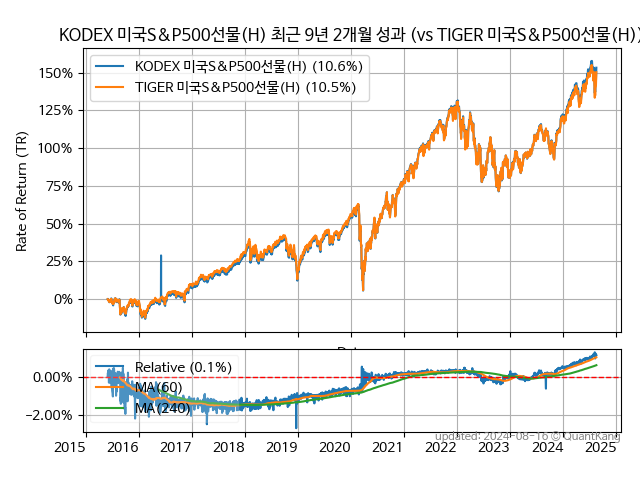 KODEX 미국S&P500선물(H) 최근 9년 2개월 성과 (vs TIGER 미국S&P500선물(H))
KODEX 미국S&P500선물(H) (10.6%)
TIGER 미국S&P500선물(H) (10.5%)
Rate of Return (TR)
150%
125%
100%
75%
50%
25%
0%
Relative (0.1%)
MA(60)
MA(240)
0.00%
−2.00%
updated: 2024-08-16 © QuantKang
2015 2016 2017 2018 2019 2020 2021 2022 2023 2024 2025